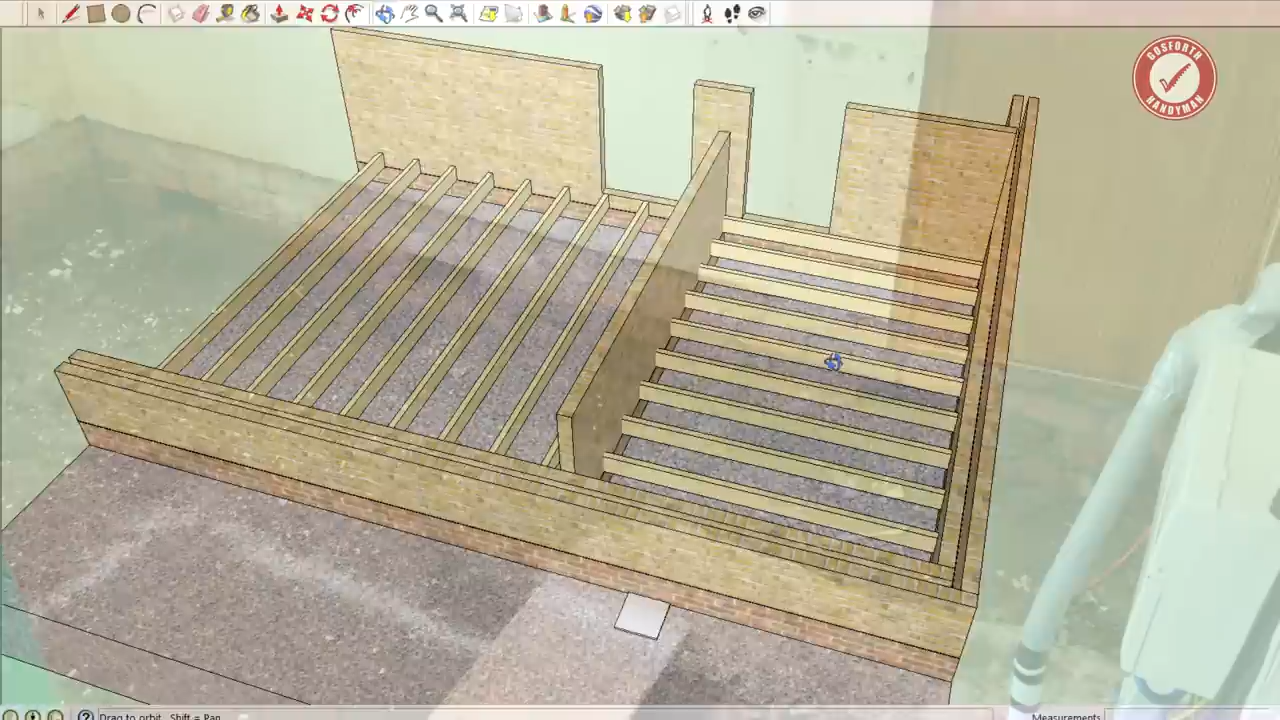 GOSFORTH
HANDYMAN
Drag to orbit. Shift = Pan
Measurements